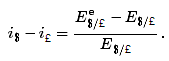 i_$ − i_£ = \frac{E^e_{$/£} − E_{$/£}}{E_{$/£}} .